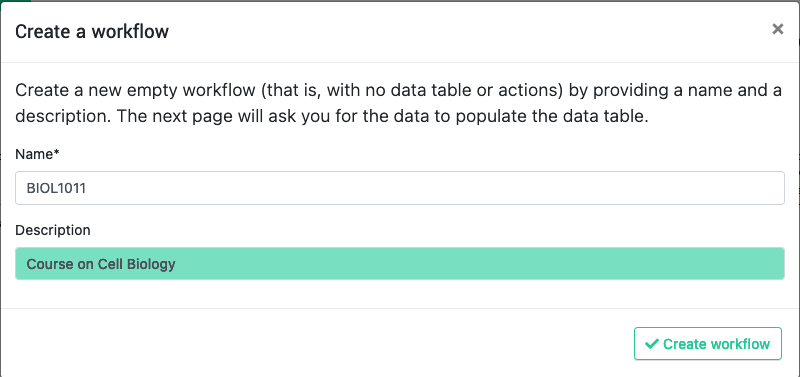 Create a workflow
×
Create a new empty workflow (that is, with no data table or actions) by providing a name and a
description. The next page will ask you for the data to populate the data table.
Name*
BIOL1011
Description
Course on Cell Biology
Create workflow